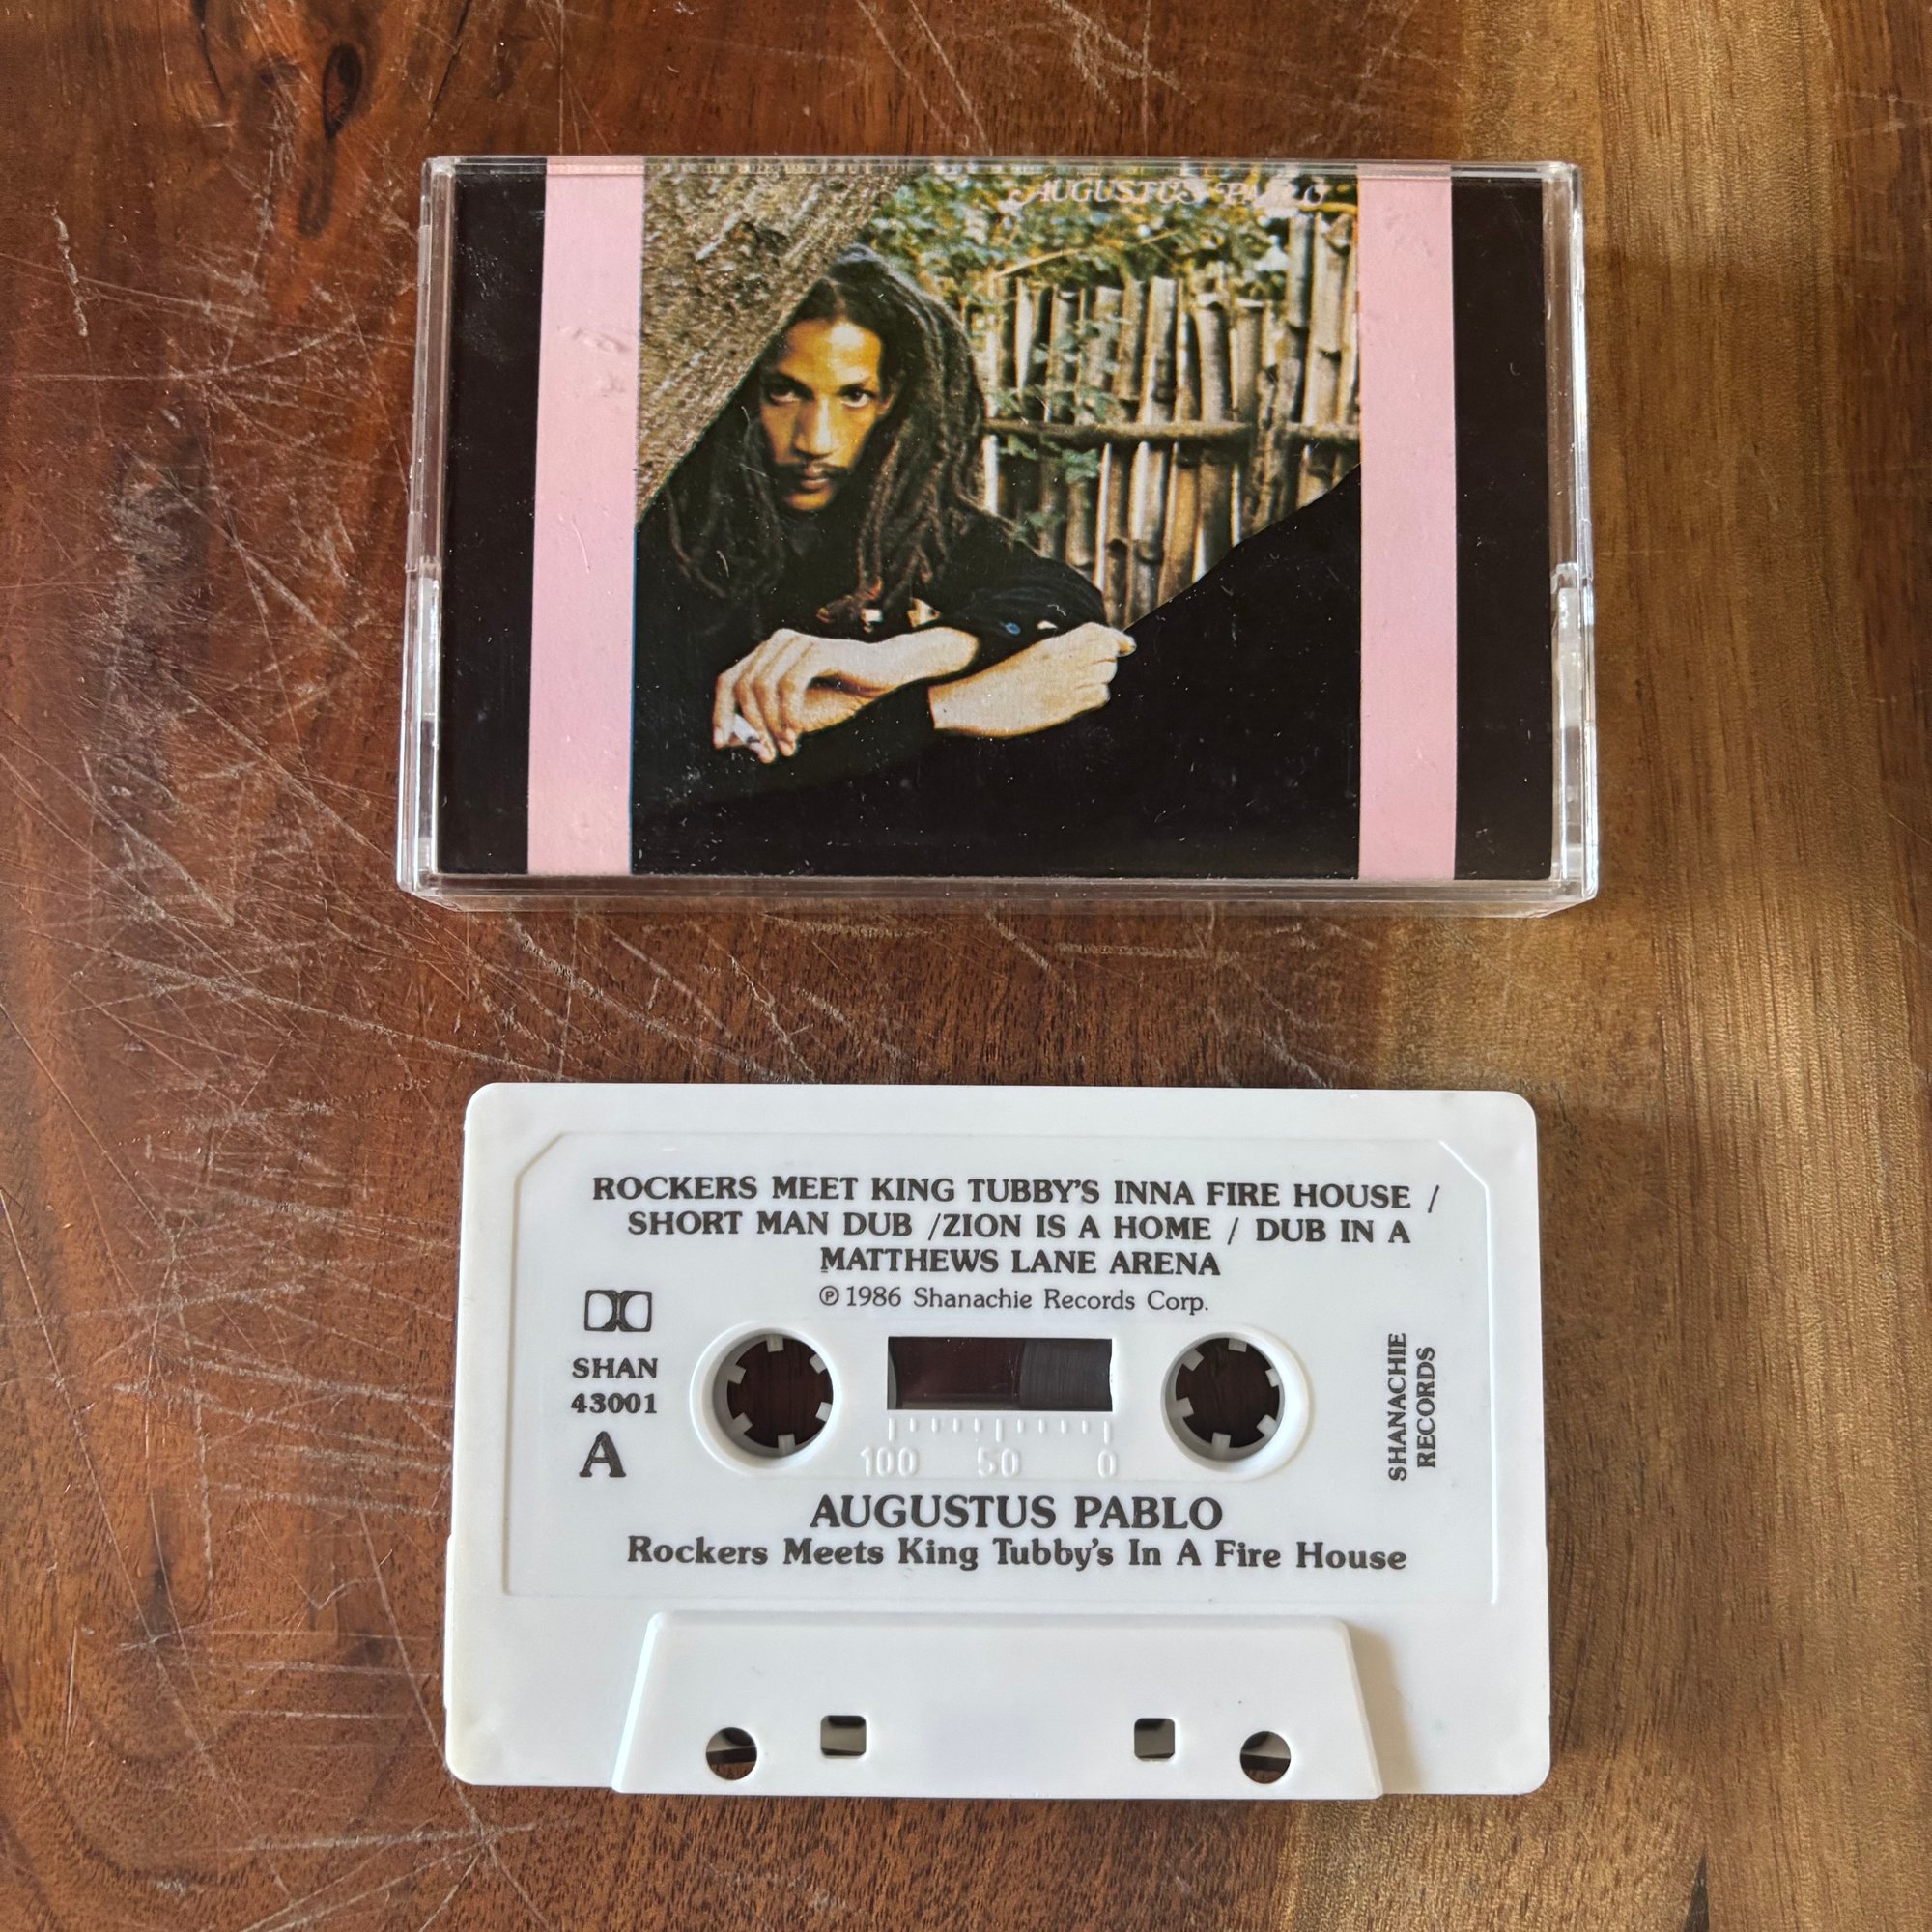 AUGUSTUS PABLO
ROCKERS MEET KING TUBBY'S INNA FIRE HOUSE /
SHORT MAN DUB /ZION IS A HOME / DUB IN A
MATTHEWS LANE ARENA
℗ 1986 Shanachie Records Corp.
SHAN
43001
A
100 50 0
SHANACHIE
RECORDS
AUGUSTUS PABLO
Rockers Meets King Tubby's In A Fire House